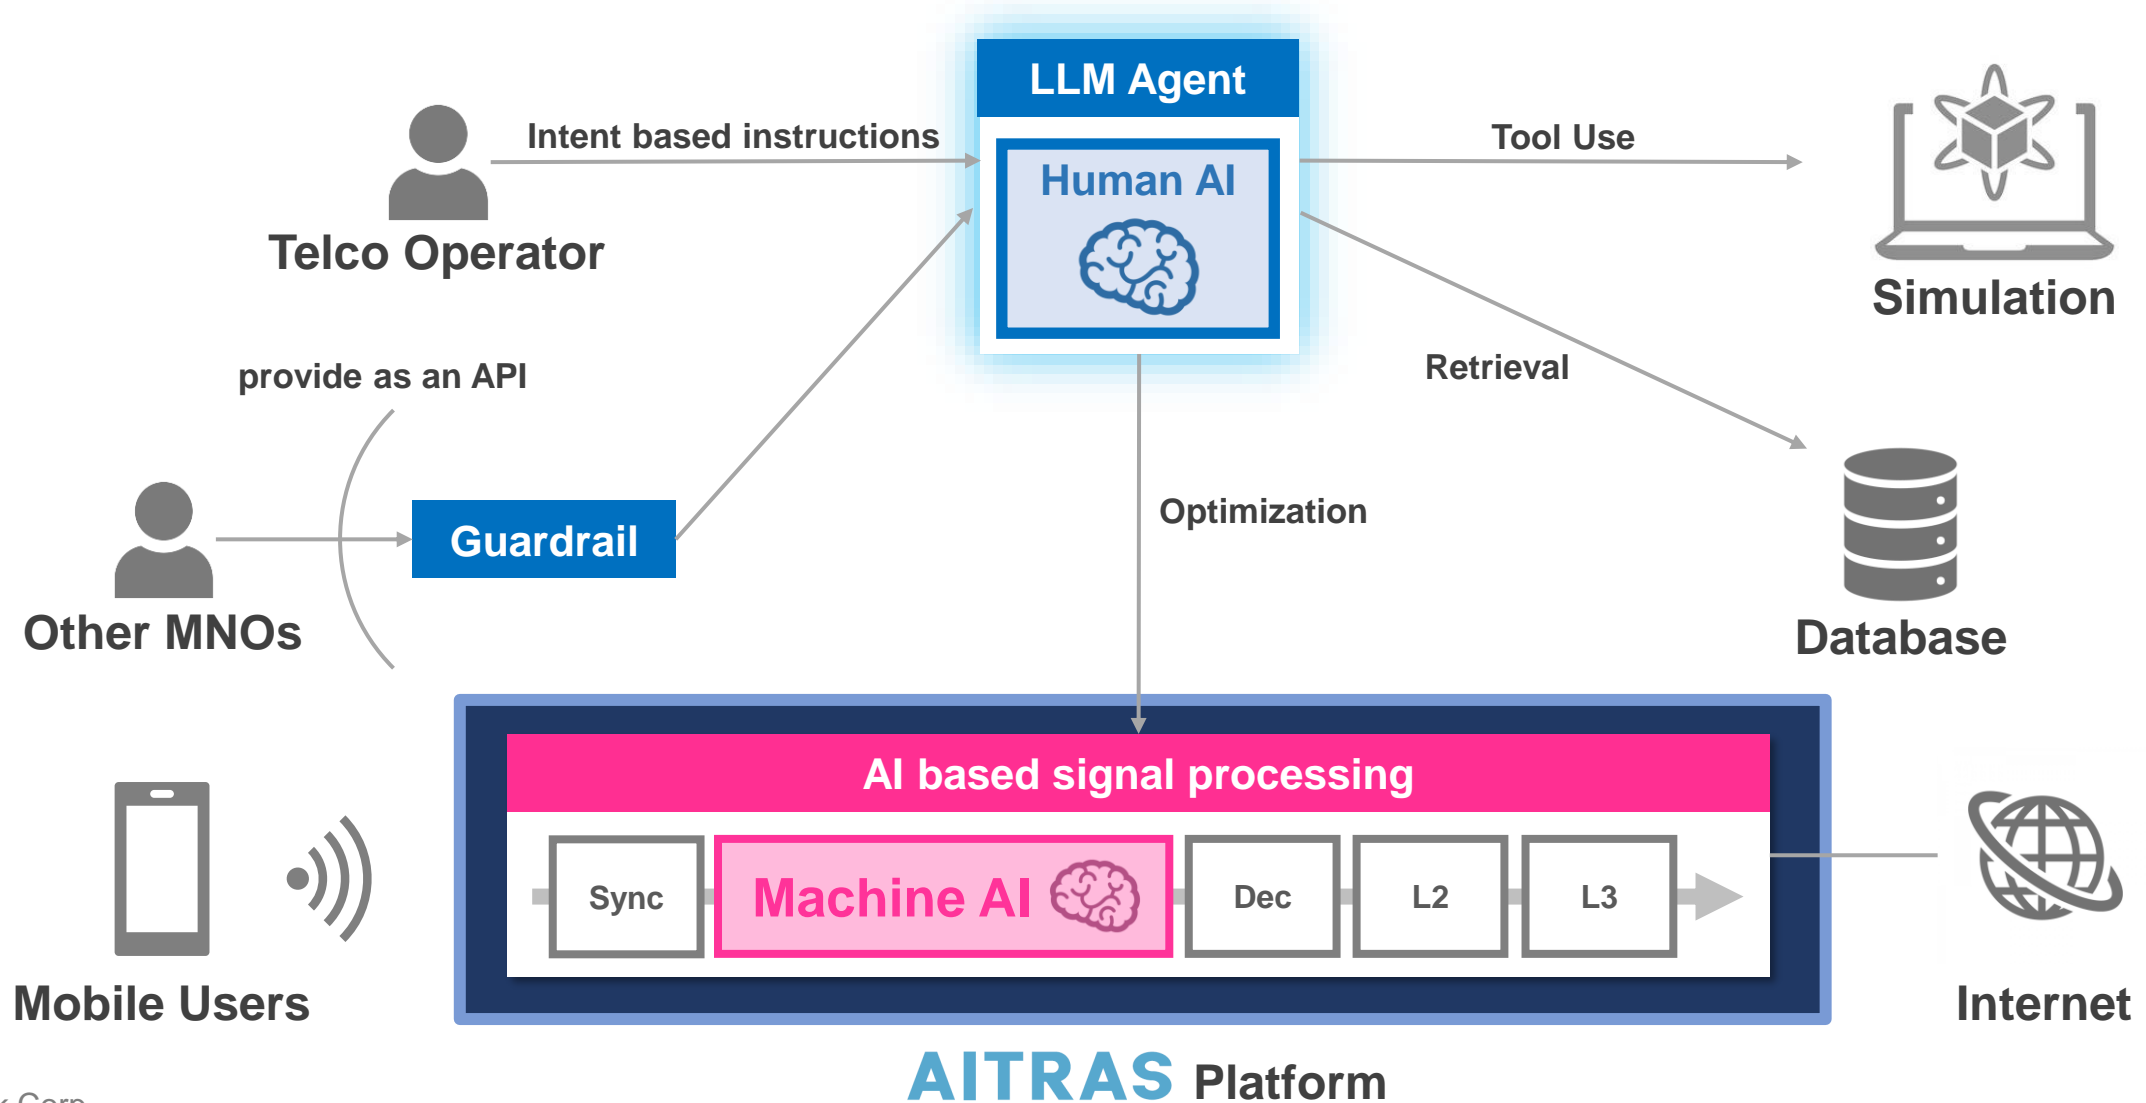 LLM Agent
Human AI
Intent based instructions
Tool Use
Telco Operator
Simulation
provide as an API
Retrieval
Optimization
Guardrail
Other MNOs
Database
AI based signal processing
Sync
Machine AI
Dec
L2
L3
Mobile Users
Internet
AITRAS Platform
Corp